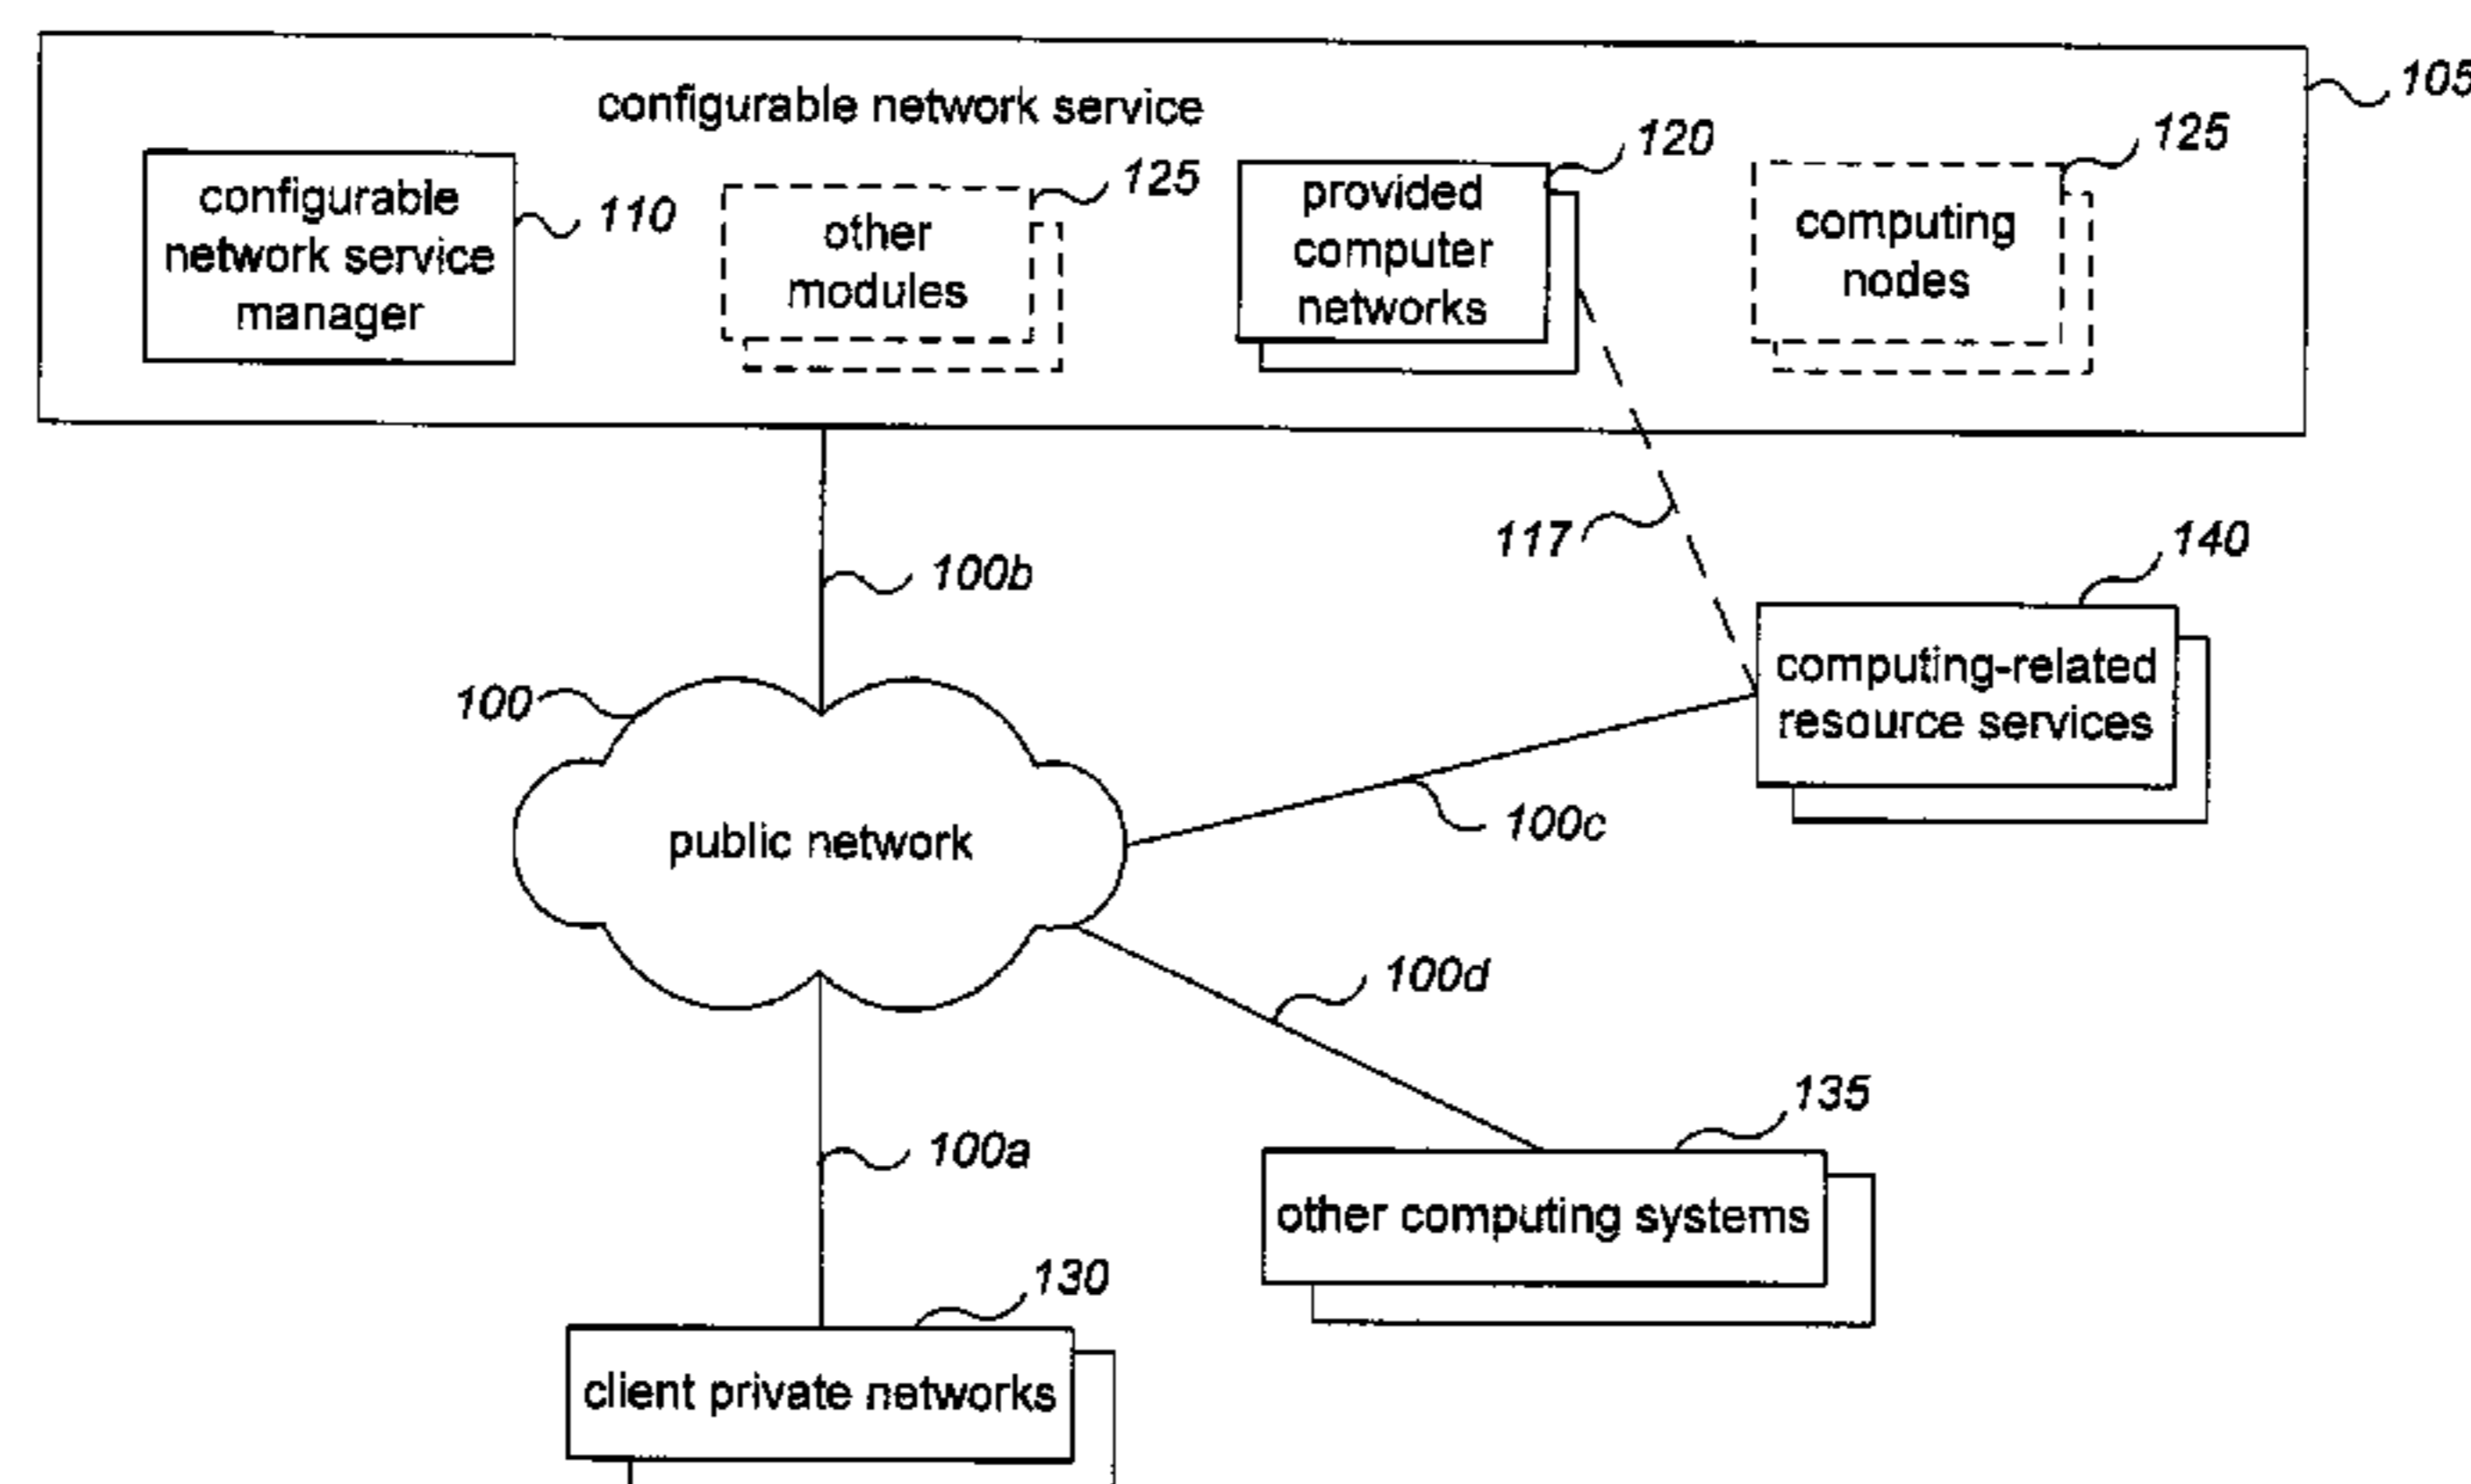 configurable network service
105
configurable
network service
manager
110
other
modules
125
provided
computer
networks
120
computing
nodes
125
117
100b
140
computing-related
resource services
100
public network
100c
100d
135
other computing systems
100a
130
client private networks